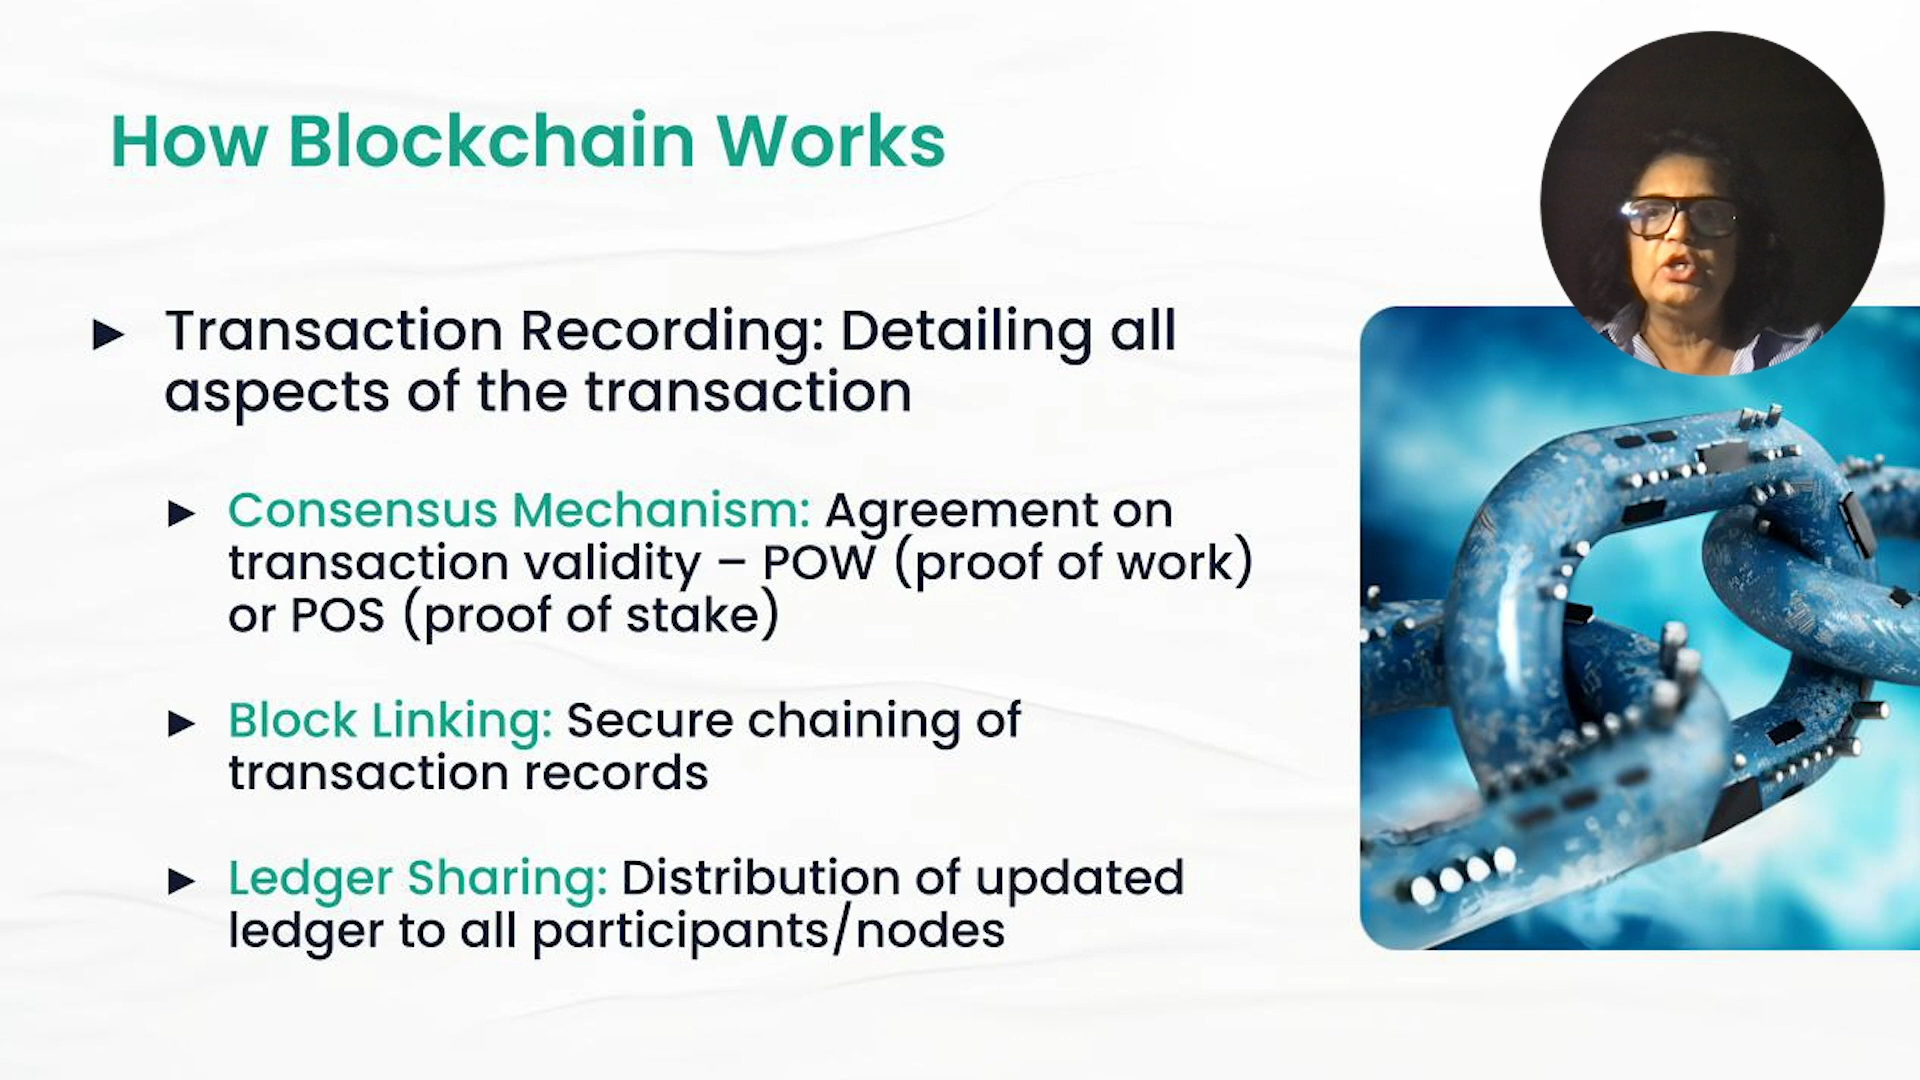 How Blockchain Works
► Transaction Recording: Detailing all
aspects of the transaction
► Consensus Mechanism: Agreement on
transaction validity – POW (proof of work)
or POS (proof of stake)
► Block Linking: Secure chaining of
transaction records
► Ledger Sharing: Distribution of updated
ledger to all participants/nodes